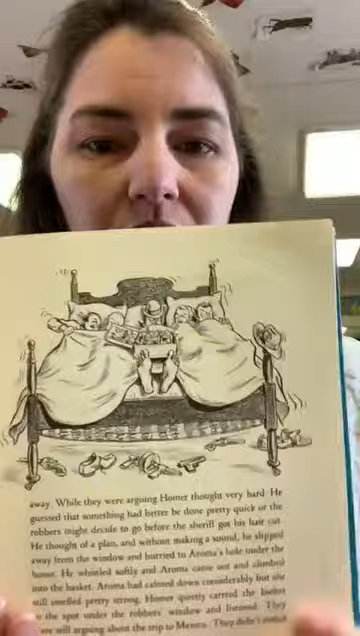 away. While they were arguing Homer thought very hard. He
guessed that something had better be done pretty quick or the
robbers might decide to go before the sheriff got his hair cut.
He thought of a plan, and without making a sound, he slipped
away from the window and hurried to Aroma's hole under the
house. He whistled softly and Aroma came out and climbed
into the basket. Aroma had calmed down considerably but she
still smelled pretty strong. Homer quietly carried the basket
to the spot under the robbers' window and listened. They
were still arguing about the trip to Mexico. They didn't